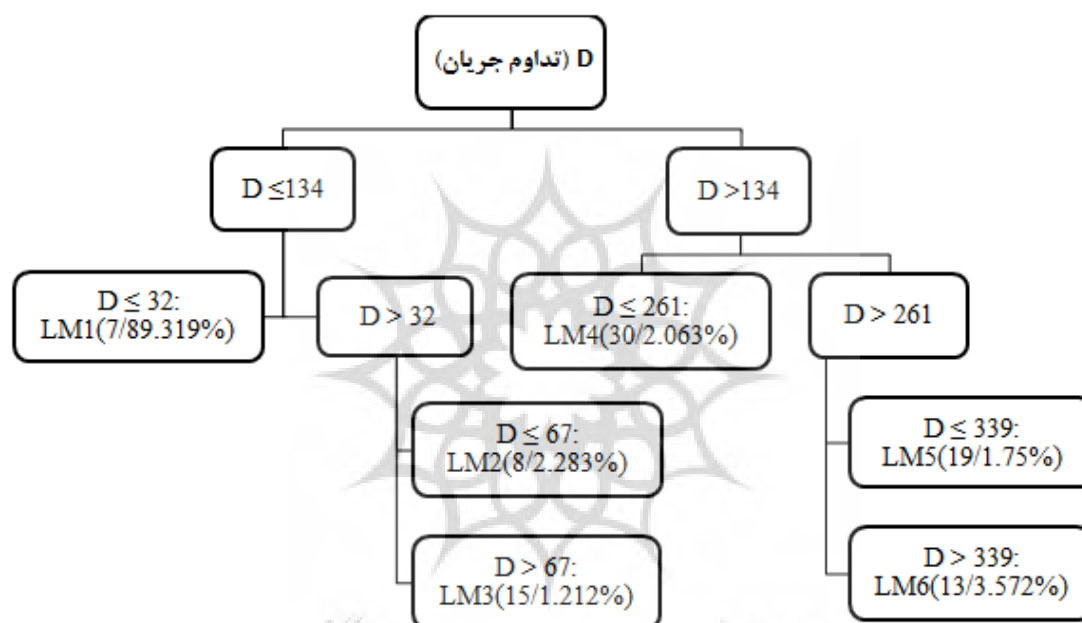 D (تداوم جریان)
D ≤134
D >134
D ≤ 32:
LM1(7/89.319%)
D > 32
D ≤ 261:
LM4(30/2.063%)
D > 261
D ≤ 67:
LM2(8/2.283%)
D ≤ 339:
LM5(19/1.75%)
D > 67:
LM3(15/1.212%)
D > 339:
LM6(13/3.572%)